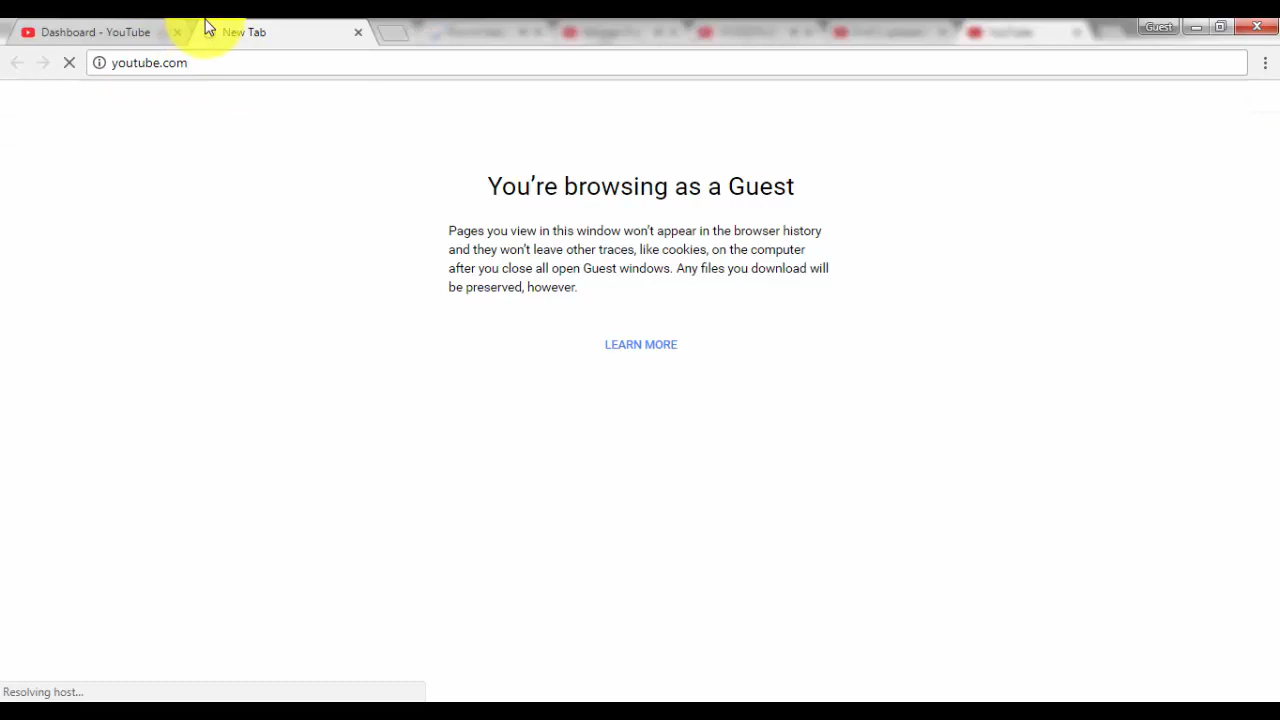 Dashboard - YouTube
New Tab
Guest
youtube.com
You're browsing as a Guest
Pages you view in this window won't appear in the browser history
and they won't leave other traces, like cookies, on the computer
after you close all open Guest windows. Any files you download will
be preserved, however.
LEARN MORE
Resolving host...